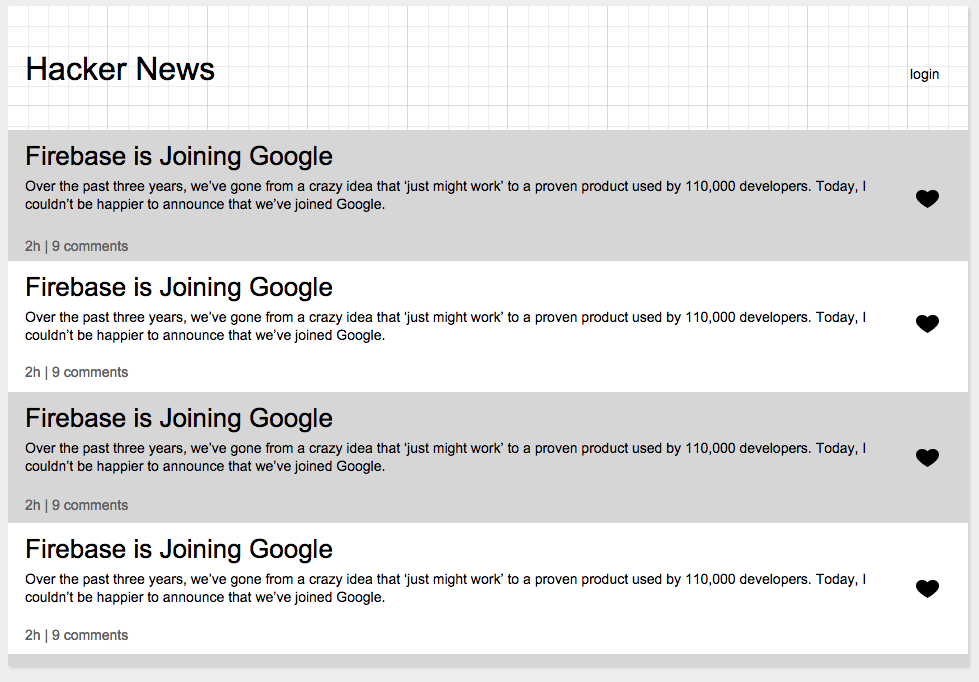 Hacker News
login
Firebase is Joining Google
Over the past three years, we’ve gone from a crazy idea that ‘just might work’ to a proven product used by 110,000 developers. Today, I
couldn’t be happier to announce that we’ve joined Google.
2h | 9 comments
Firebase is Joining Google
Over the past three years, we’ve gone from a crazy idea that ‘just might work’ to a proven product used by 110,000 developers. Today, I
couldn’t be happier to announce that we’ve joined Google.
2h | 9 comments
Firebase is Joining Google
Over the past three years, we’ve gone from a crazy idea that ‘just might work’ to a proven product used by 110,000 developers. Today, I
couldn’t be happier to announce that we’ve joined Google.
2h | 9 comments
Firebase is Joining Google
Over the past three years, we’ve gone from a crazy idea that ‘just might work’ to a proven product used by 110,000 developers. Today, I
couldn’t be happier to announce that we’ve joined Google.
2h | 9 comments